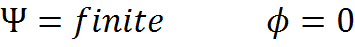 Ψ = finite ϕ = 0